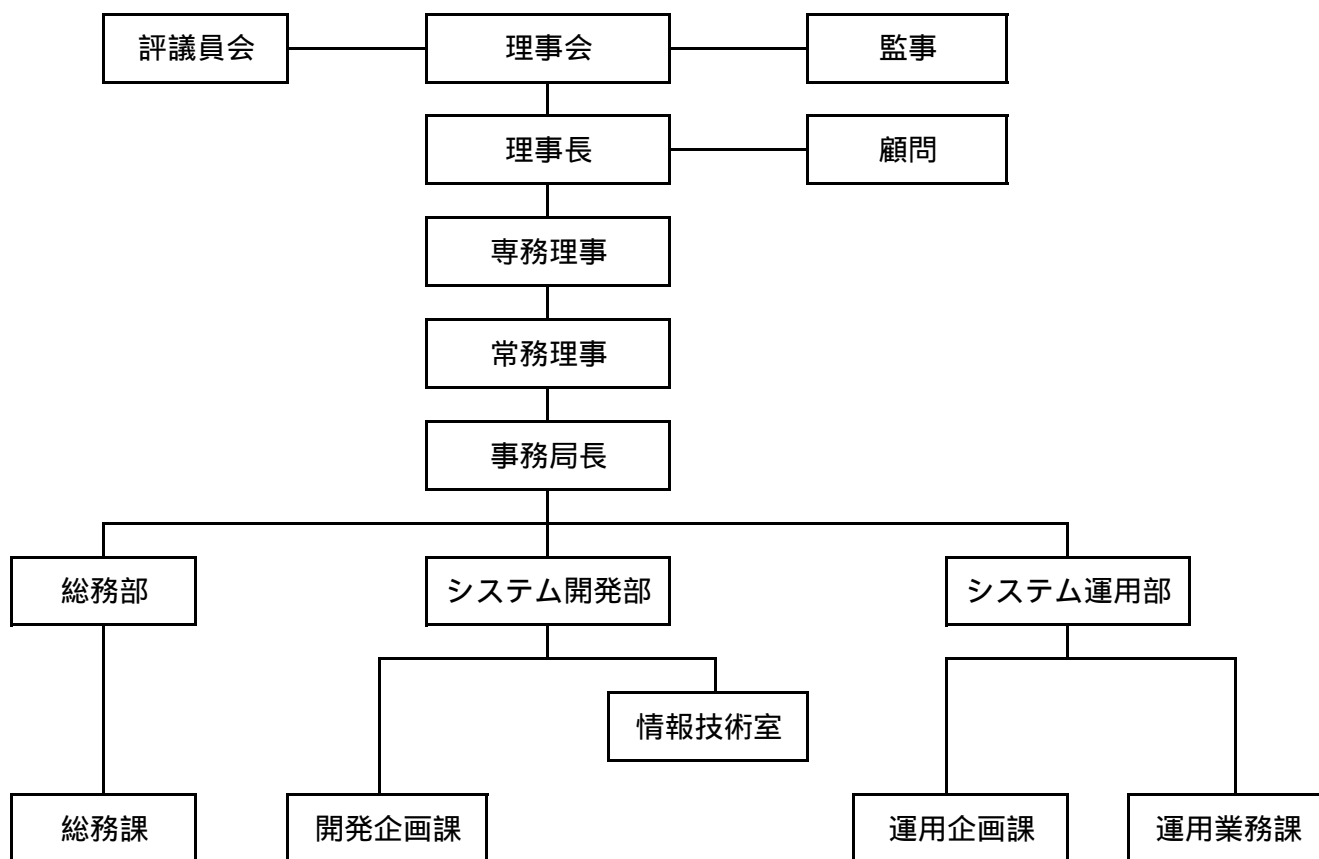 評議員会
理事会
監事
理事長
顧問
専務理事
常務理事
事務局長
総務部
システム開発部
システム運用部
情報技術室
総務課
開発企画課
運用企画課
運用業務課